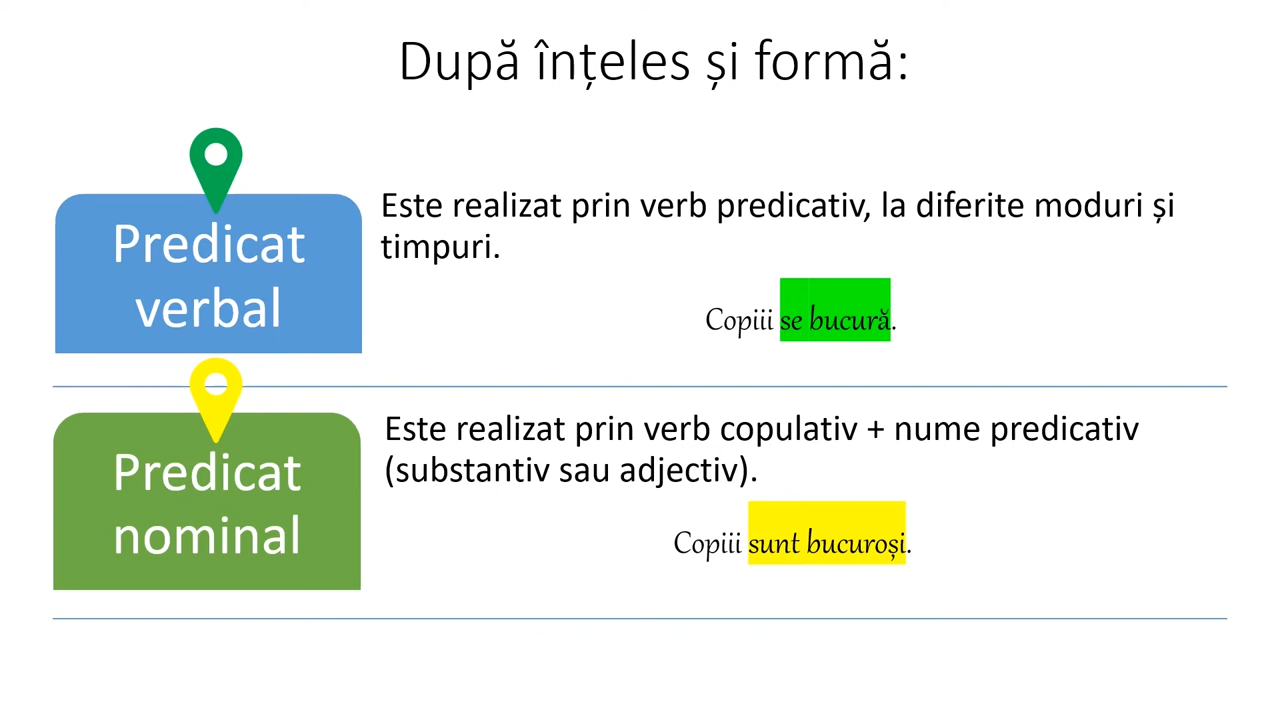 După înțeles și formă:
Predicat
verbal
Este realizat prin verb predicativ, la diferite moduri și
timpuri.
Copiii se bucură.
Predicat
nominal
Este realizat prin verb copulativ + nume predicativ
(substantiv sau adjectiv).
Copiii sunt bucuroși.